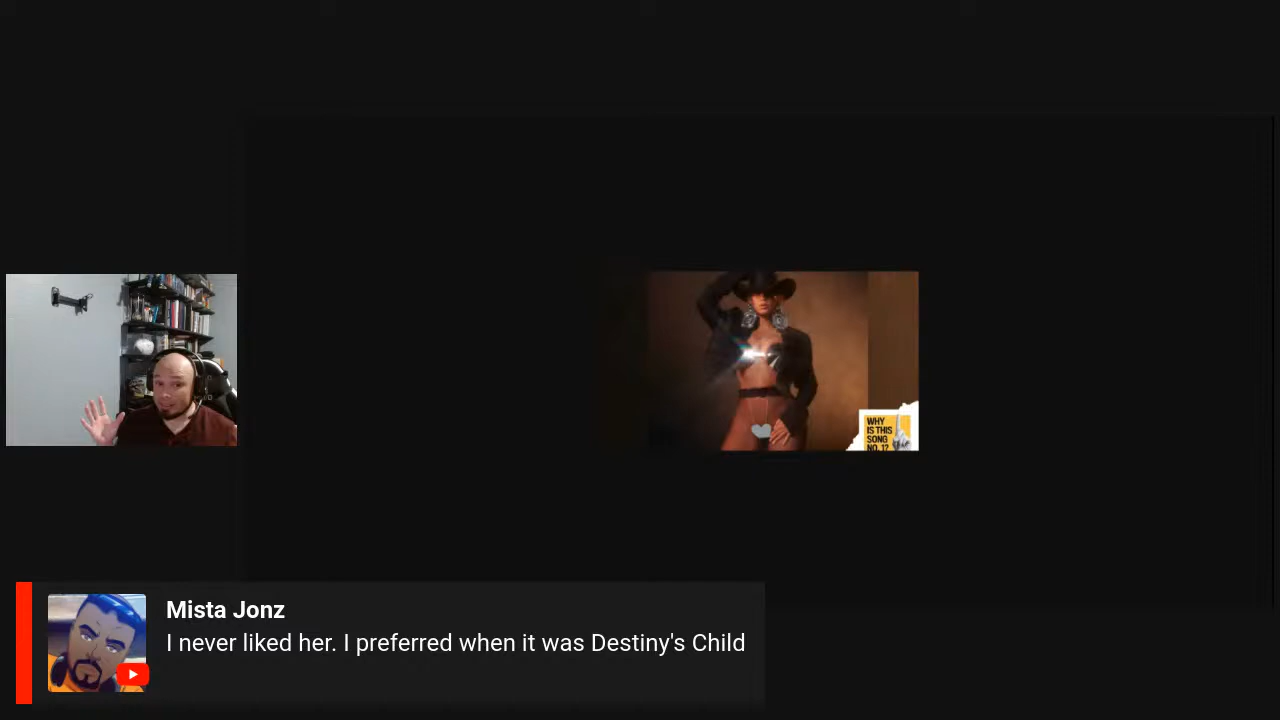 WHY
IS THIS
SONG
NO. 1?
Mista Jonz
I never liked her. I preferred when it was Destiny's Child